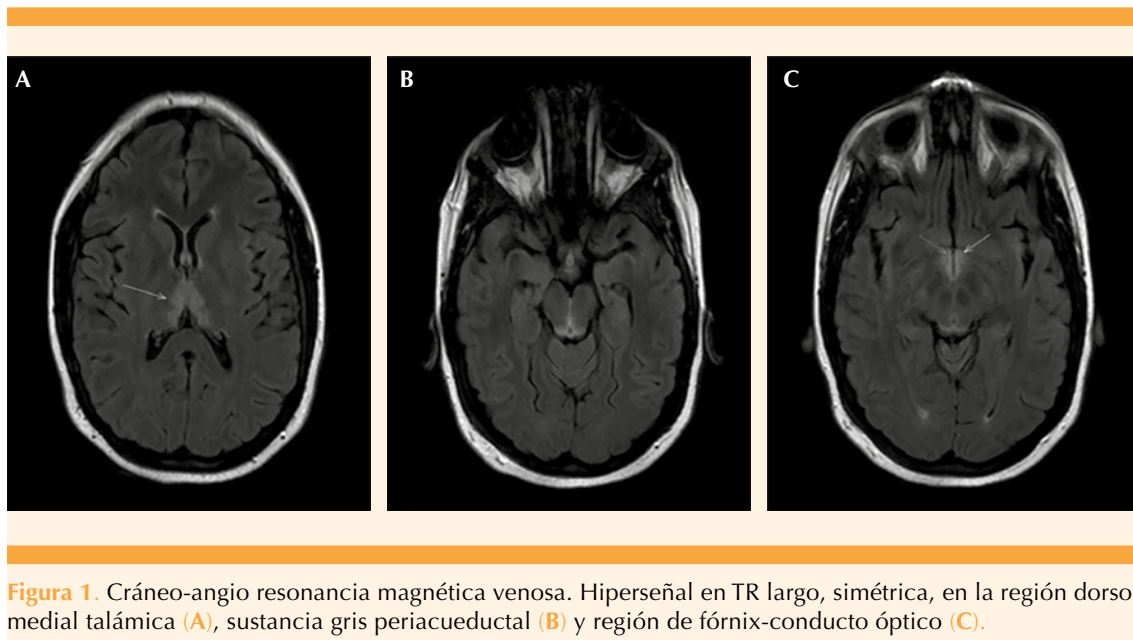 A
B
C
Figura 1. Cráneo-angio resonancia magnética venosa. Hiperseñal en TR largo, simétrica, en la región dorso
medial talámica (A), sustancia gris periacueductal (B) y región de fórnix-conducto óptico (C).